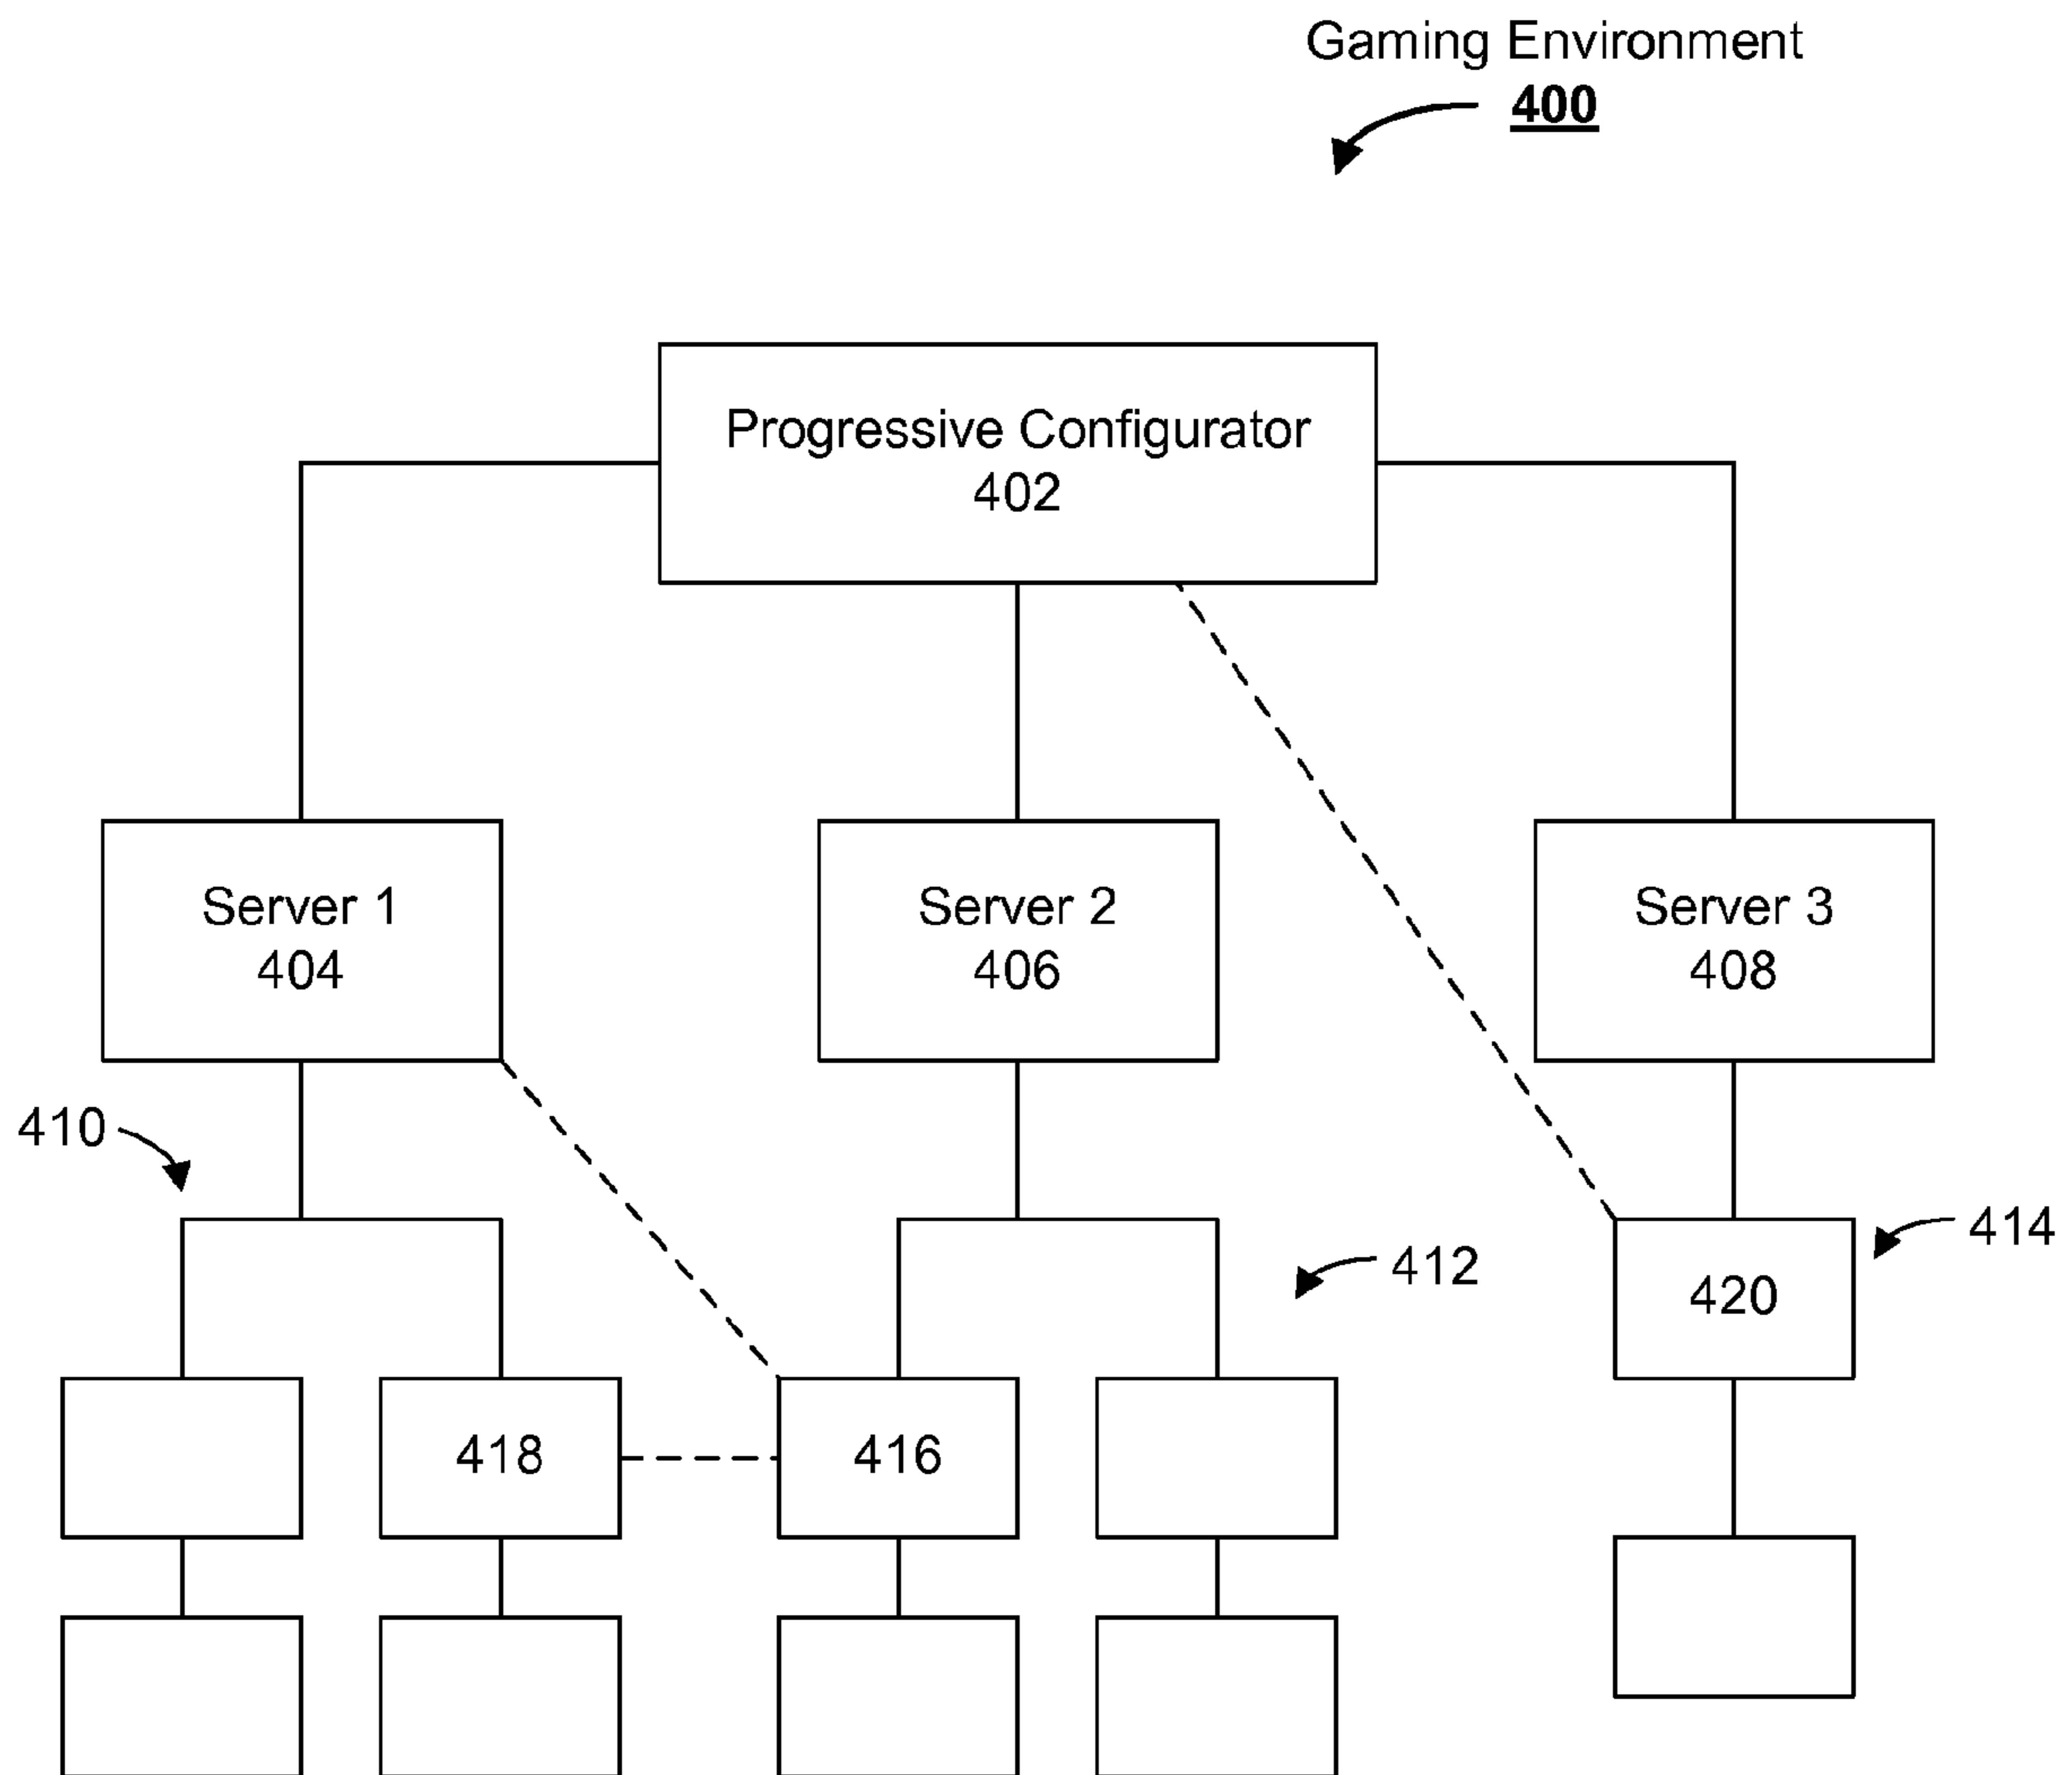 Gaming Environment
400
Progressive Configurator
402
Server 1
404
Server 2
406
Server 3
408
410
412
414
420
418
416